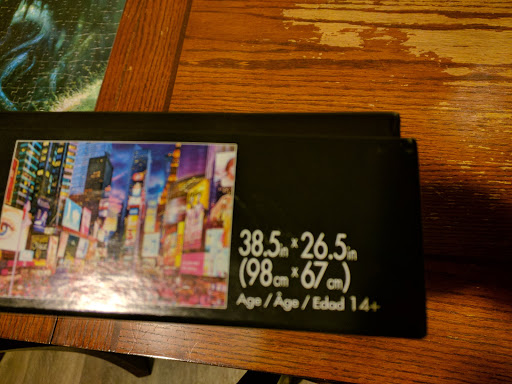 38.5in x 26.5in
(98cm x 67cm)
Age / Âge / Edad 14+